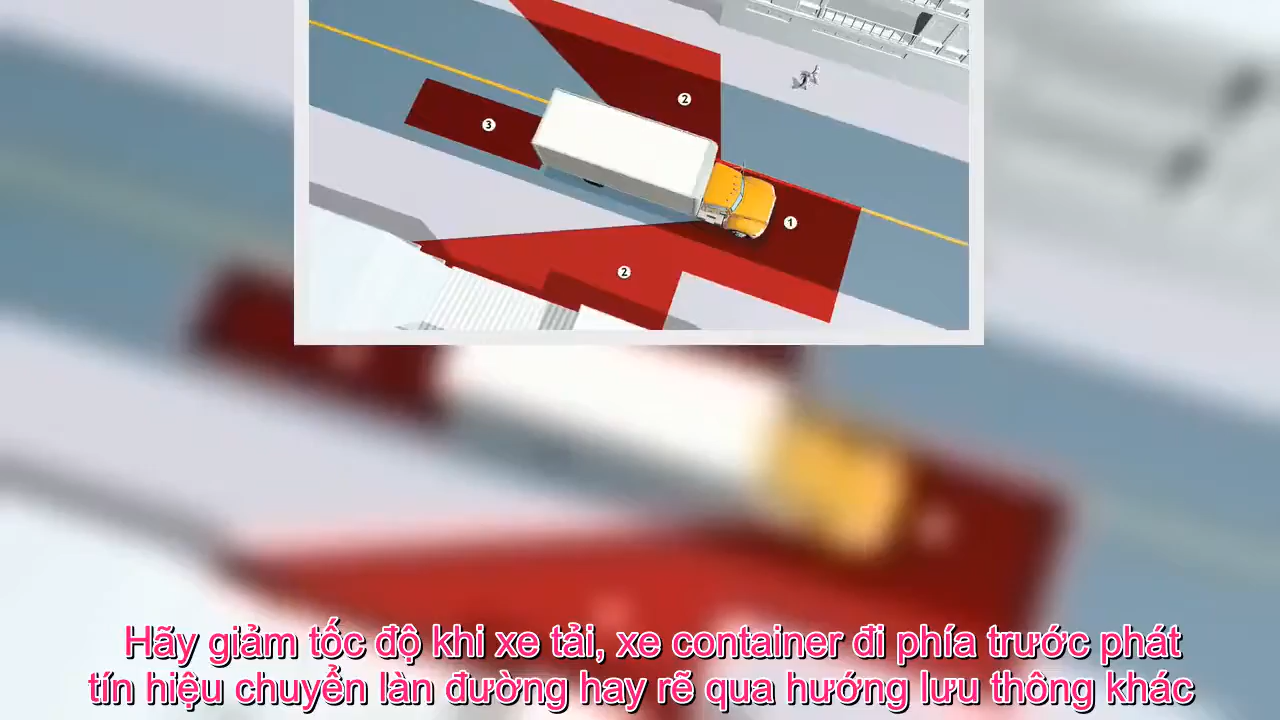 2
3
1
2
Hãy giảm tốc độ khi xe tải, xe container đi phía trước phát
tín hiệu chuyển làn đường hay rẽ qua hướng lưu thông khác